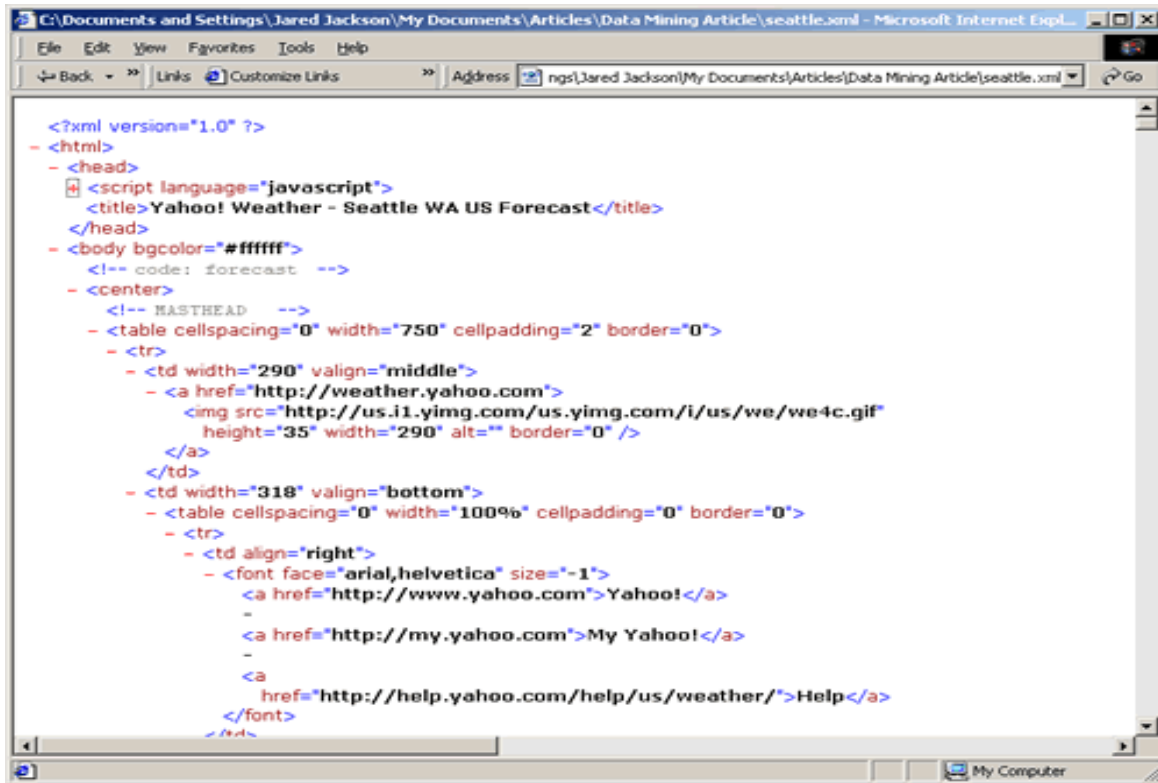 C:\Documents and Settings\Jared Jackson\My Documents\Articles\Data Mining Article\seattle.xml - Microsoft Internet Expl...
File Edit View Favorites Tools Help
Back » Links Customize Links » Address ngs\Jared Jackson\My Documents\Articles\Data Mining Article\seattle.xml Go
<?xml version="1.0" ?>
- <html>
- <head>
+ <script language="javascript">
<title>Yahoo! Weather - Seattle WA US Forecast</title>
</head>
- <body bgcolor="#ffffff">
<!-- code: forecast -->
- <center>
<!-- MASTHEAD -->
- <table cellspacing="0" width="750" cellpadding="2" border="0">
- <tr>
- <td width="290" valign="middle">
- <a href="http://weather.yahoo.com">
<img src="http://us.i1.yimg.com/us.yimg.com/i/us/we/we4c.gif"
height="35" width="290" alt="" border="0" />
</a>
</td>
- <td width="318" valign="bottom">
- <table cellspacing="0" width="100%" cellpadding="0" border="0">
- <tr>
- <td align="right">
- <font face="arial,helvetica" size="-1">
<a href="http://www.yahoo.com">Yahoo!</a>
-
<a href="http://my.yahoo.com">My Yahoo!</a>
-
<a
href="http://help.yahoo.com/help/us/weather/">Help</a>
</font>
</td>
My Computer